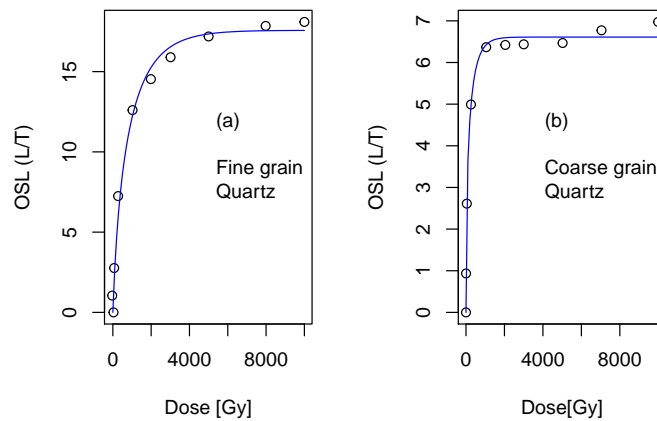 OSL (L/T)
15
10
5
0
(a)
Fine grain
Quartz
0
4000
8000
Dose [Gy]
OSL (L/T)
7
6
5
4
3
2
1
0
(b)
Coarse grain
Quartz
0
4000
8000
Dose[Gy]